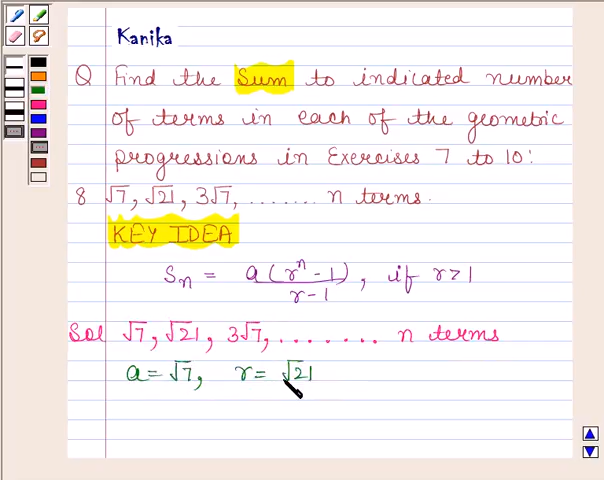 Kanika
Q Find the Sum to indicated number
of terms in each of the geometric
progressions in Exercises 7 to 10:
8 √7, √21, 3√7, ....... n terms.
KEY IDEA
Sn = a(rⁿ-1)/r-1, if r>1
Sol √7, √21, 3√7, ........ n terms
a = √7, r = √21